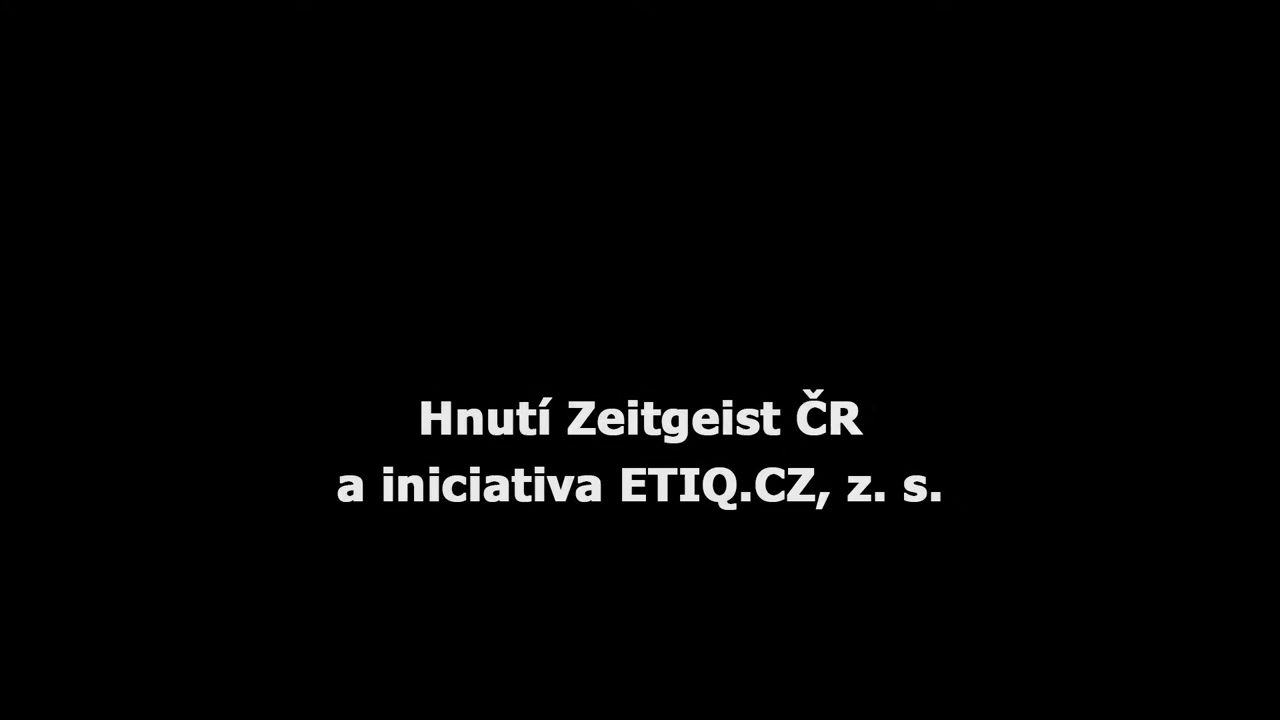 Hnutí Zeitgeist ČR
a iniciativa ETIQ.CZ, z. s.